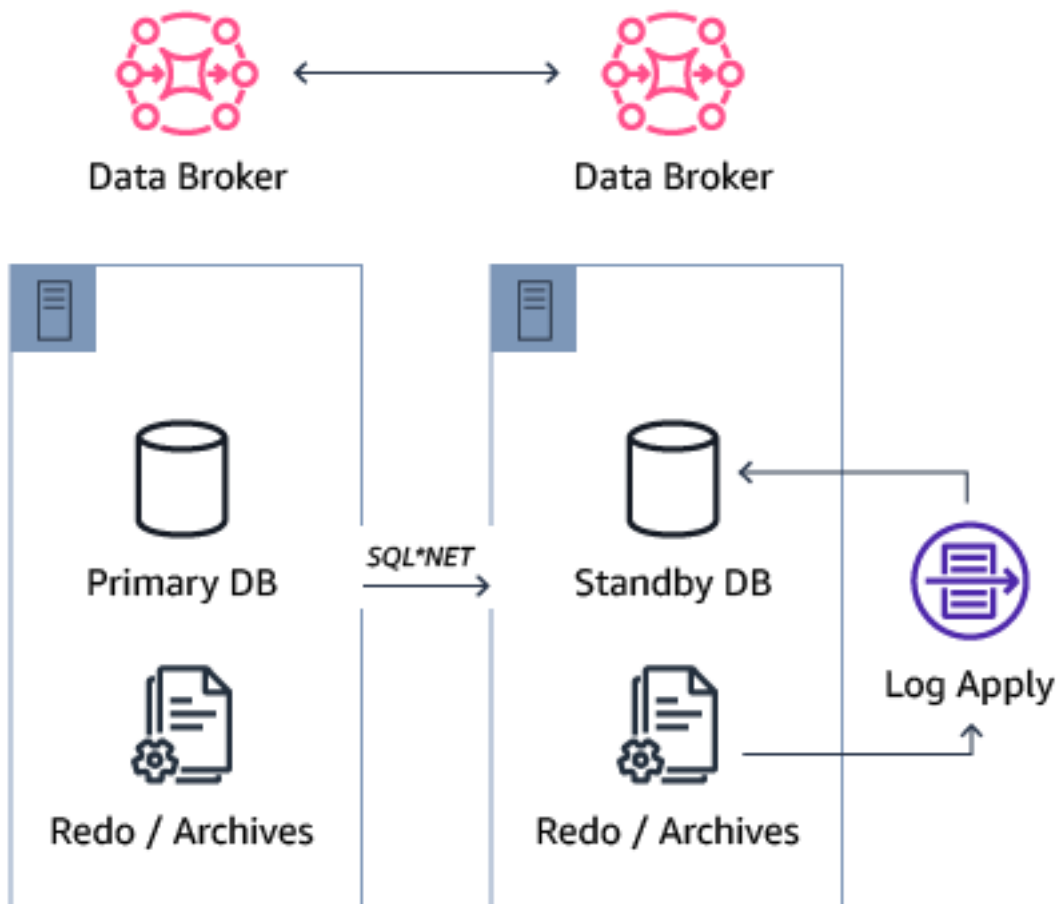 Data Broker
Data Broker
SQL*NET
Primary DB
Standby DB
Log Apply
Redo / Archives
Redo / Archives